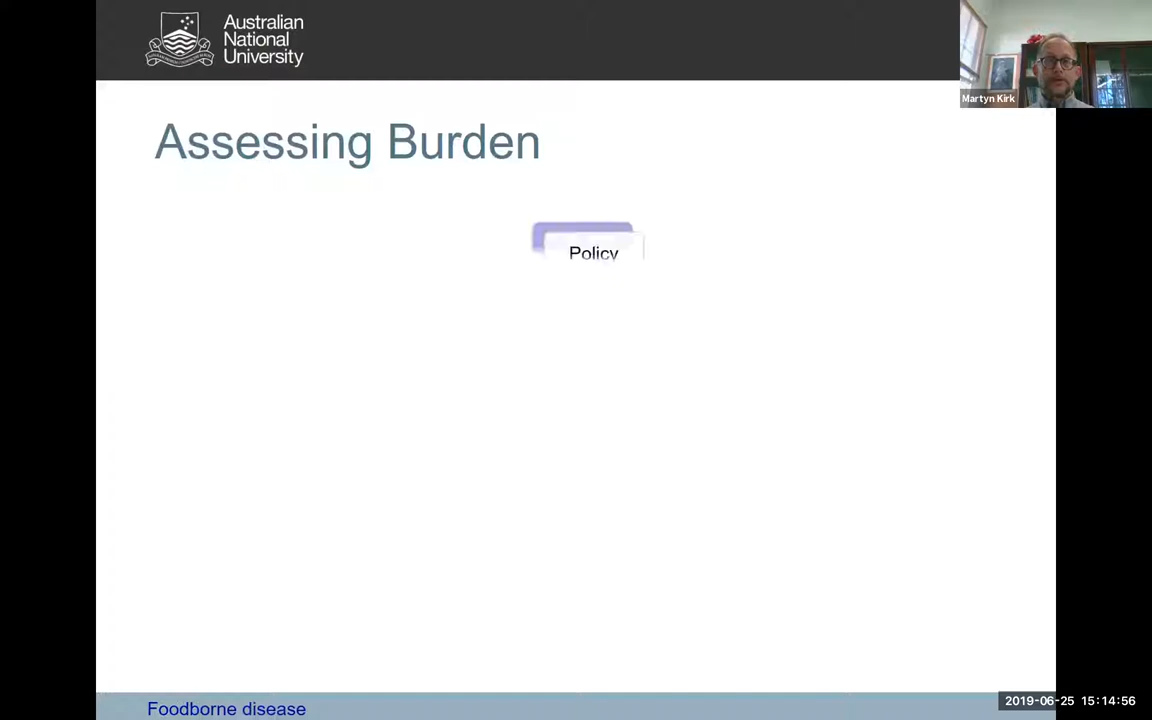 Australian
National
University
Martyn Kirk
Assessing Burden
Policy
Foodborne disease
2019-06-25 15:14:56